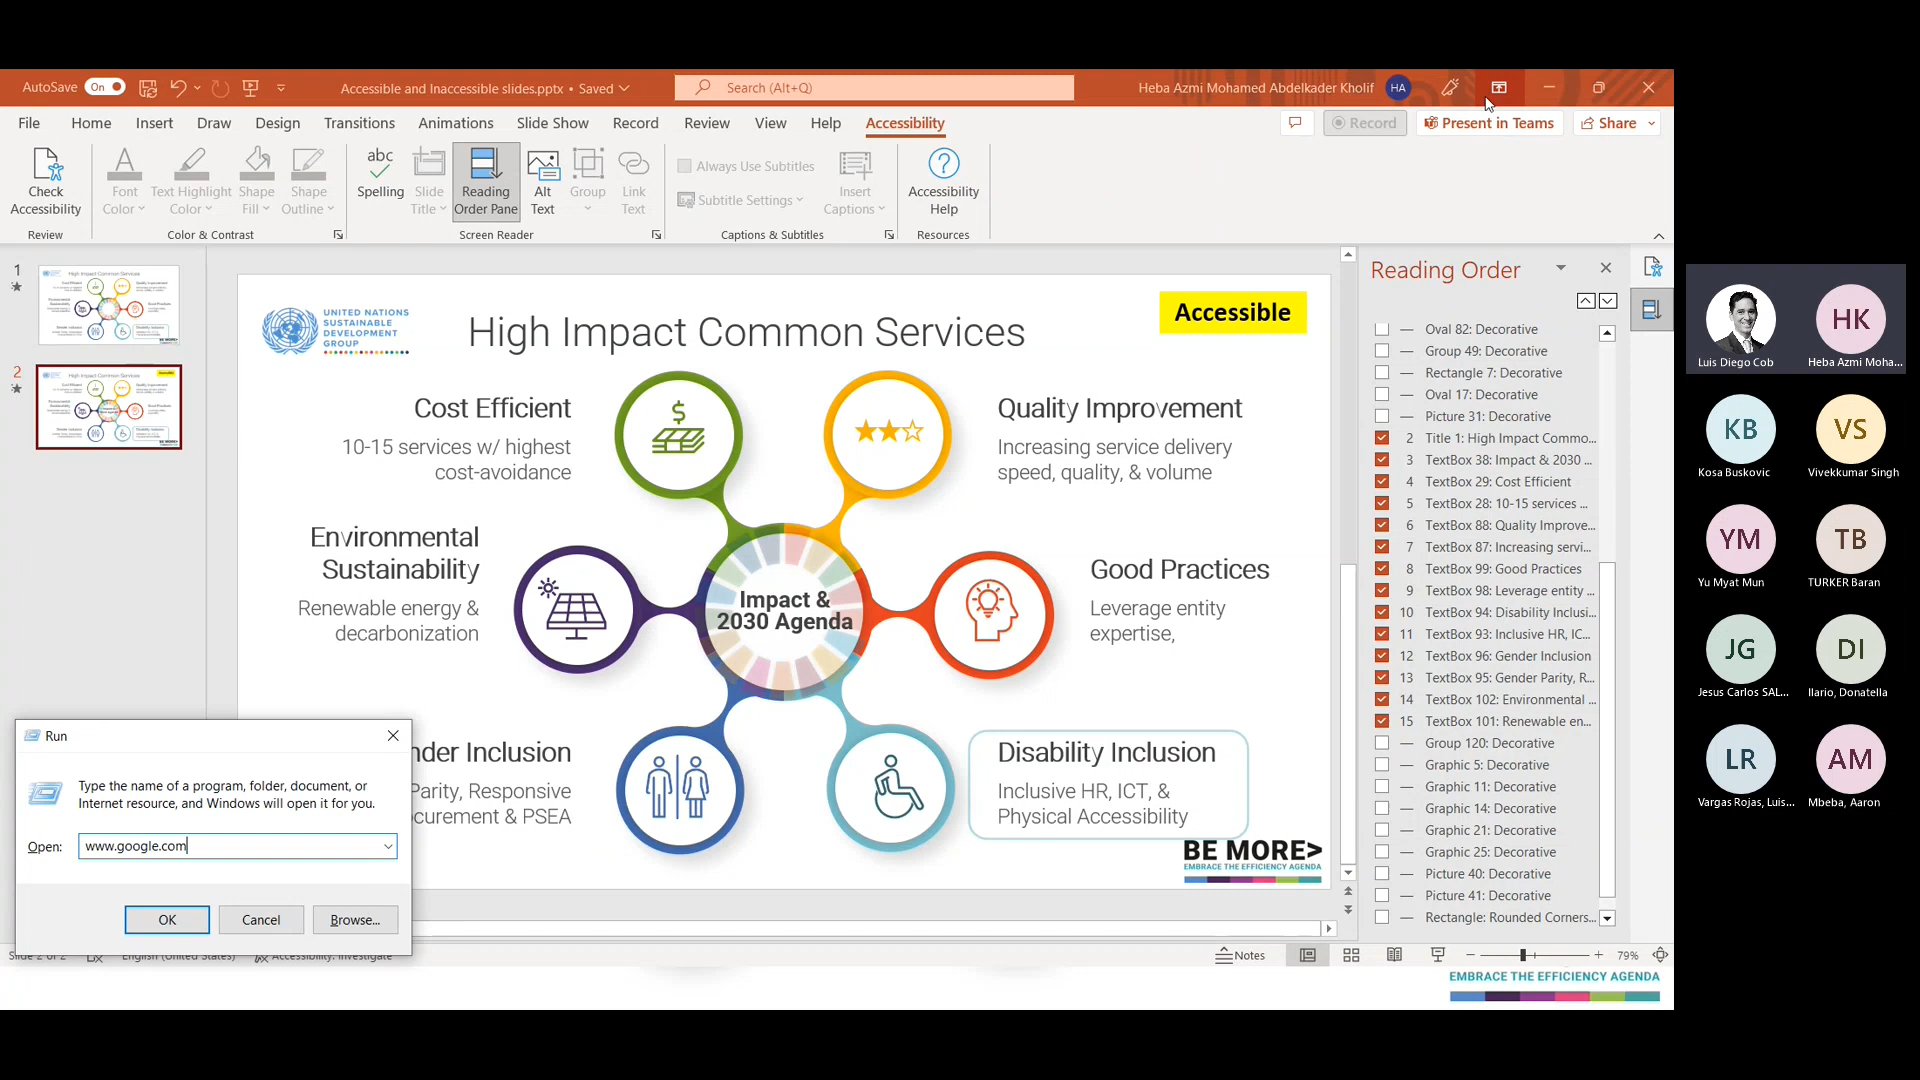 AutoSave On
Accessible and Inaccessible slides.pptx • Saved
Search (Alt+Q)
Heba Azmi Mohamed Abdelkader Kholif HA
File Home Insert Draw Design Transitions Animations Slide Show Record Review View Help Accessibility
Record Present in Teams Share
Check Accessibility
Font Color
Text Highlight Color
Shape Fill
Shape Outline
abc
Spelling
Slide Title
Reading Order Pane
Alt Text
Group
Link Text
Always Use Subtitles
Subtitle Settings
Insert Captions
Accessibility Help
Review
Color & Contrast
Screen Reader
Captions & Subtitles
Resources
1
2
UNITED NATIONS
SUSTAINABLE
DEVELOPMENT
GROUP
High Impact Common Services
Accessible
Cost Efficient
10-15 services w/ highest
cost-avoidance
$
Quality Improvement
Increasing service delivery
speed, quality, & volume
Environmental
Sustainability
Renewable energy &
decarbonization
Impact &
2030 Agenda
Good Practices
Leverage entity
expertise,
nder Inclusion
Parity, Responsive
curement & PSEA
Disability Inclusion
Inclusive HR, ICT, &
Physical Accessibility
BE MORE>
EMBRACE THE EFFICIENCY AGENDA
Reading Order
— Oval 82: Decorative
— Group 49: Decorative
— Rectangle 7: Decorative
— Oval 17: Decorative
— Picture 31: Decorative
2 Title 1: High Impact Commo...
3 TextBox 38: Impact & 2030 ...
4 TextBox 29: Cost Efficient
5 TextBox 28: 10-15 services ...
6 TextBox 88: Quality Improve...
7 TextBox 87: Increasing servi...
8 TextBox 99: Good Practices
9 TextBox 98: Leverage entity ...
10 TextBox 94: Disability Inclusi...
11 TextBox 93: Inclusive HR, IC...
12 TextBox 96: Gender Inclusion
13 TextBox 95: Gender Parity, R...
14 TextBox 102: Environmental ...
15 TextBox 101: Renewable en...
— Group 120: Decorative
— Graphic 5: Decorative
— Graphic 11: Decorative
— Graphic 14: Decorative
— Graphic 21: Decorative
— Graphic 25: Decorative
— Picture 40: Decorative
— Picture 41: Decorative
— Rectangle: Rounded Corners...
Run
Type the name of a program, folder, document, or
Internet resource, and Windows will open it for you.
Open: www.google.com
OK Cancel Browse...
Slide 2 of 2 English (United States) Accessibility: Investigate
Notes
79%
EMBRACE THE EFFICIENCY AGENDA
Luis Diego Cob
HK
Heba Azmi Moha...
KB
Kosa Buskovic
VS
Vivekkumar Singh
YM
Yu Myat Mun
TB
TURKER Baran
JG
Jesus Carlos SAL...
DI
Ilario, Donatella
LR
Vargas Rojas, Luis...
AM
Mbeba, Aaron